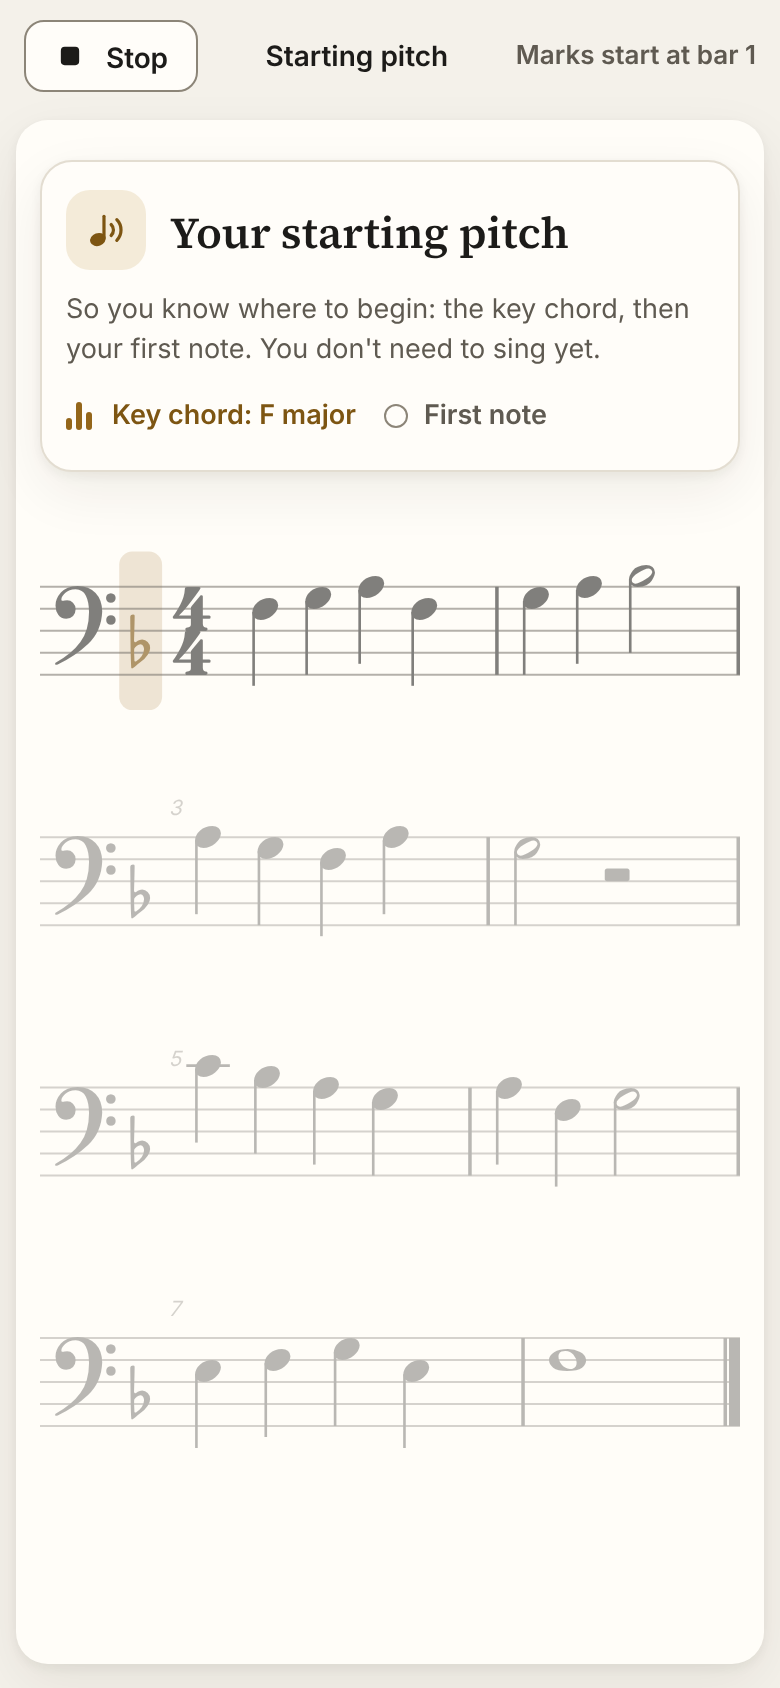 Stop
Starting pitch
Marks start at bar 1
Your starting pitch
So you know where to begin: the key chord, then
your first note. You don't need to sing yet.
Key chord: F major
First note
4
4
3
5
7